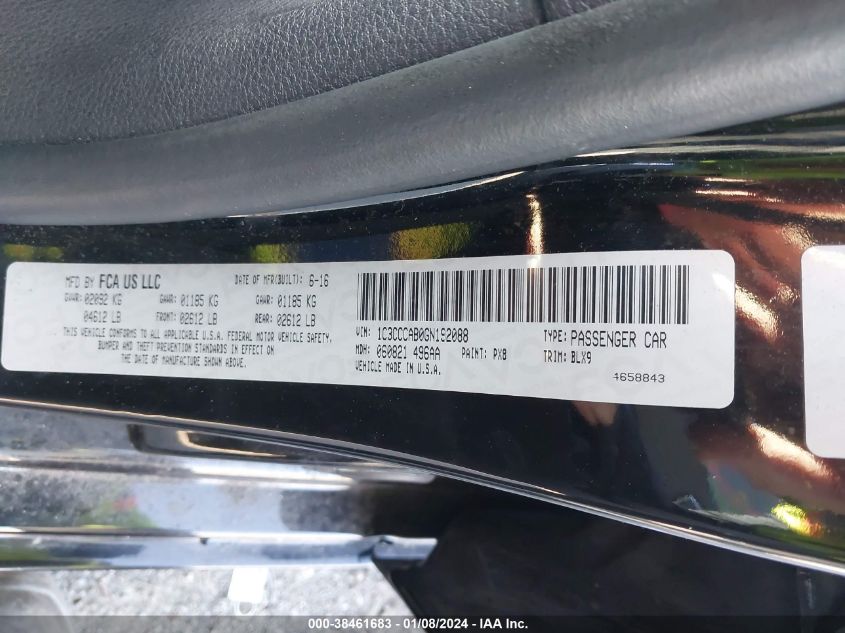 MFD BY FCA US LLC DATE OF MFR(BUILT): 6-16
GVWR: 02092 KG GAWR: 01185 KG GAWR: 01185 KG
04612 LB FRONT: 02612 LB REAR: 02612 LB
THIS VEHICLE CONFORMS TO ALL APPLICABLE U.S.A. FEDERAL MOTOR VEHICLE SAFETY,
BUMPER AND THEFT PREVENTION STANDARDS IN EFFECT ON
THE DATE OF MANUFACTURE SHOWN ABOVE.
VIN: 1C3CCCAB0GN192088 TYPE: PASSENGER CAR
MDH: 060821 496AA PAINT: PX8 TRIM: BLX9
VEHICLE MADE IN U.S.A. 4658843
000-38461683 - 01/08/2024 - IAA Inc.